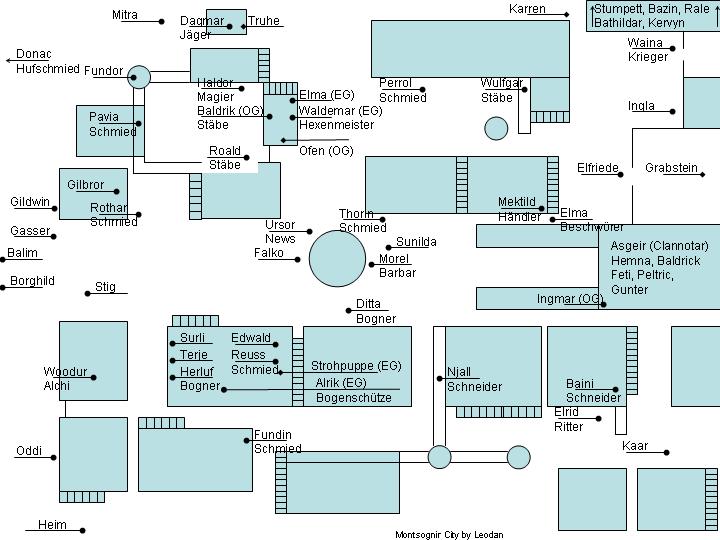 Mitra
Dagmar
Jäger
Truhe
Karren
Stumpett, Bazin, Rale
Bathildar, Kervyn
Donac
Hufschmied
Fundor
Waina
Krieger
Haldor
Magier
Baldrik (OG)
Stäbe
Elma (EG)
Waldemar (EG)
Hexenmeister
Ofen (OG)
Perrol
Schmied
Wulfgar
Stäbe
Ingla
Pavia
Schmied
Roald
Stäbe
Elfriede
Grabstein
Gilbror
Gildwin
Rothar
Schmied
Gasser
Balim
Borghild
Stig
Ursor
News
Falko
Thorin
Schmied
Sunilda
Morel
Barbar
Mektild
Händler
Elma
Beschwörer
Asgeir (Clannotar)
Hemna, Baldrick
Feti, Peltric,
Gunter
Ingmar (OG)
Ditta
Bogner
Surli
Terje
Herluf
Bogner
Edwald
Reuss
Schmied
Strohpuppe (EG)
Alrik (EG)
Bogenschütze
Woodur
Alchi
Njall
Schneider
Baini
Schneider
Elrid
Ritter
Kaar
Oddi
Fundin
Schmied
Heim
Montsognir City by Leodan